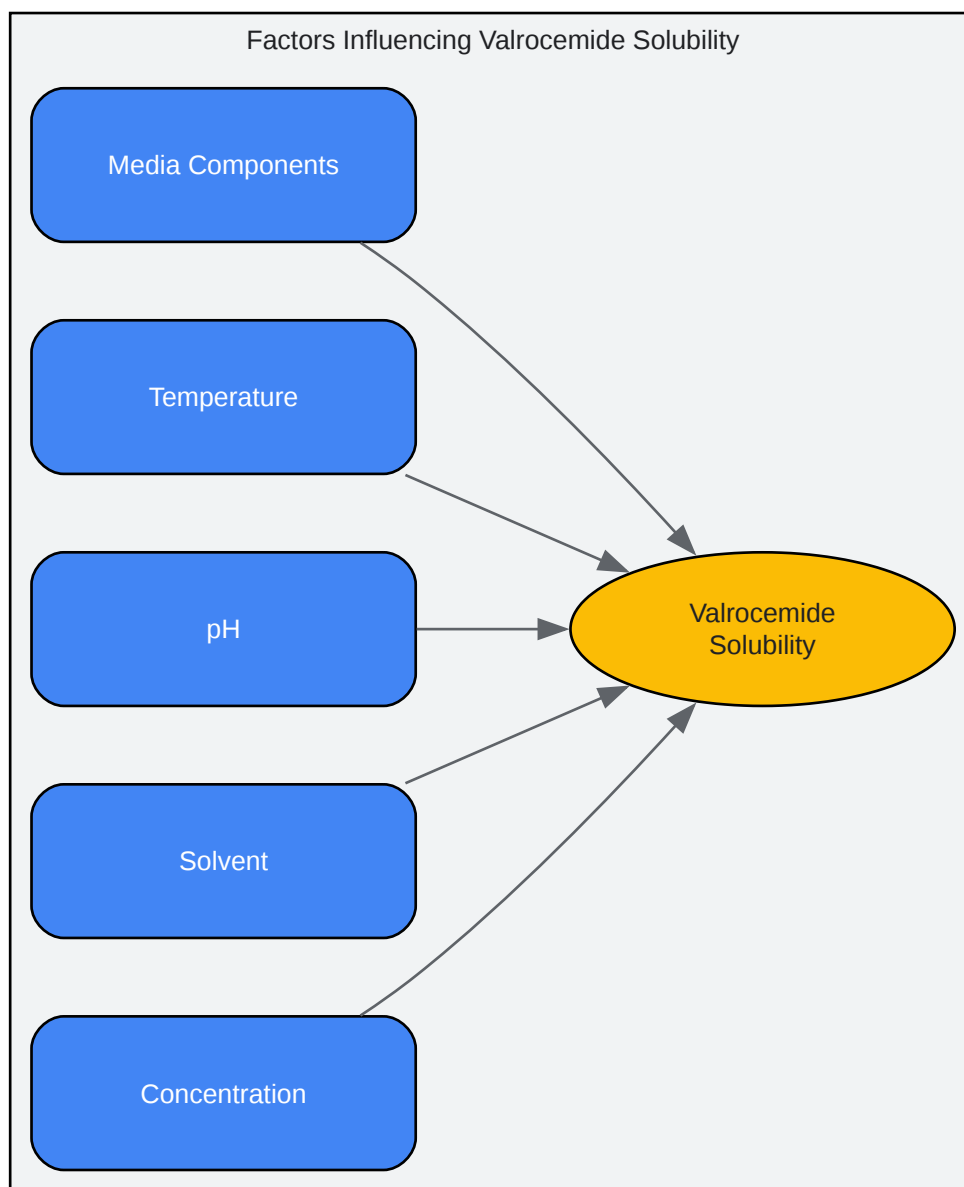 Factors Influencing Valrocemide Solubility
Media Components
Temperature
pH
Valrocemide
Solubility
Solvent
Concentration